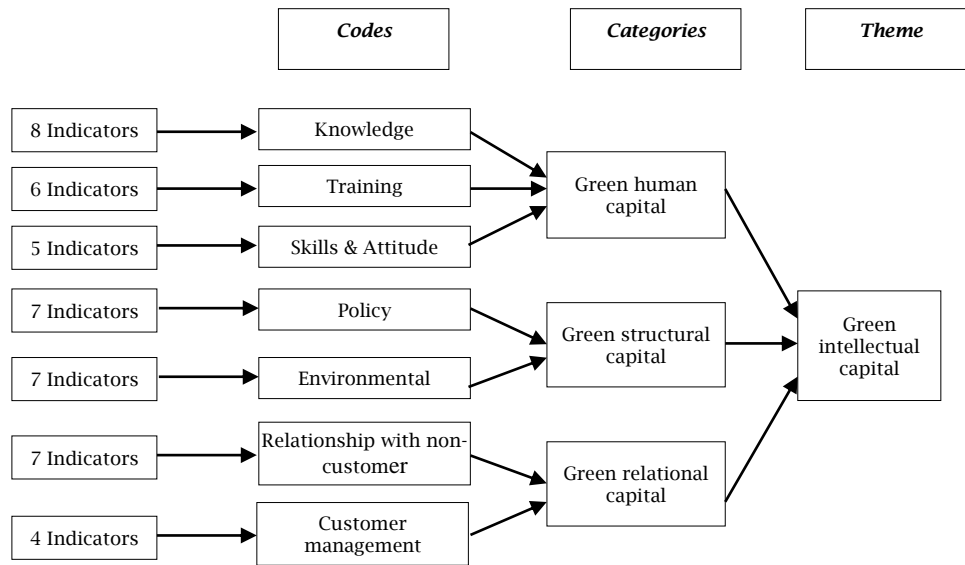 Codes
Categories
Theme
8 Indicators
Knowledge
6 Indicators
Training
5 Indicators
Skills & Attitude
Green human
capital
7 Indicators
Policy
7 Indicators
Environmental
Green structural
capital
7 Indicators
Relationship with non-
customer
4 Indicators
Customer
management
Green relational
capital
Green
intellectual
capital